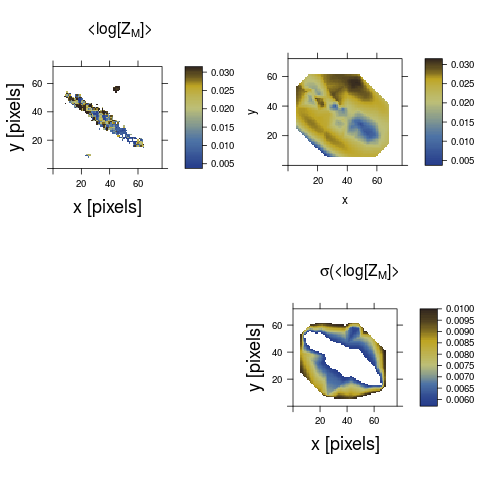 <log[Z_M]>
60
40
20
20 40 60
y [pixels]
x [pixels]
0.030
0.025
0.020
0.015
0.010
0.005
60
40
20
20 40 60
y
x
0.030
0.025
0.020
0.015
0.010
0.005
σ(<log[Z_M]>
60
40
20
20 40 60
y [pixels]
x [pixels]
0.0100
0.0095
0.0090
0.0085
0.0080
0.0075
0.0070
0.0065
0.0060